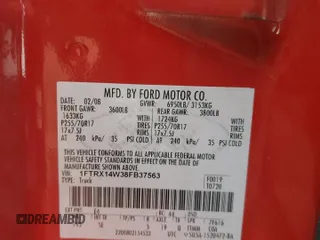 MFD. BY FORD MOTOR CO.
DATE: 02/08 GVWR: 6950LB/ 3153KG
FRONT GAWR: 3600LB REAR GAWR: 3800LB
1633KG 1724KG
P255/70R17 TIRES P255/70R17
17x7.5J RIMS 17x7.5J
AT 240 kPa/ 35 PSI COLD AT 240 kPa/ 35 PSI COLD
THIS VEHICLE CONFORMS TO ALL APPLICABLE FEDERAL MOTOR
VEHICLE SAFETY STANDARDS IN EFFECT ON THE DATE OF
MANUFACTURE SHOWN ABOVE.
VIN: 1FTRX14W38FB37563
TYPE: Truck
F0019
T0720
DREAMBID